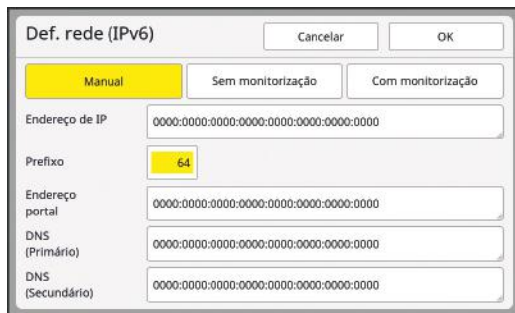 Def. rede (IPv6)
Cancelar
OK
Manual
Sem monitorização
Com monitorização
Endereço de IP
0000:0000:0000:0000:0000:0000:0000:0000
Prefixo
64
Endereço
portal
0000:0000:0000:0000:0000:0000:0000:0000
DNS
(Primário)
0000:0000:0000:0000:0000:0000:0000:0000
DNS
(Secundário)
0000:0000:0000:0000:0000:0000:0000:0000